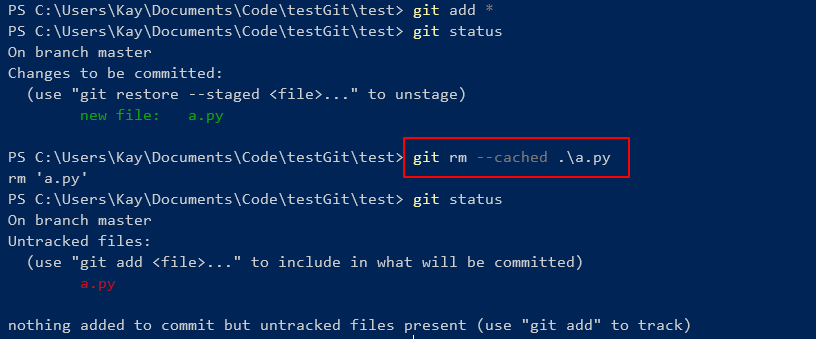 PS C:\Users\Kay\Documents\Code\testGit\test> git add *
PS C:\Users\Kay\Documents\Code\testGit\test> git status
On branch master
Changes to be committed:
  (use "git restore --staged <file>..." to unstage)
        new file:   a.py
PS C:\Users\Kay\Documents\Code\testGit\test> git rm --cached .\a.py
rm 'a.py'
PS C:\Users\Kay\Documents\Code\testGit\test> git status
On branch master
Untracked files:
  (use "git add <file>..." to include in what will be committed)
        a.py
nothing added to commit but untracked files present (use "git add" to track)